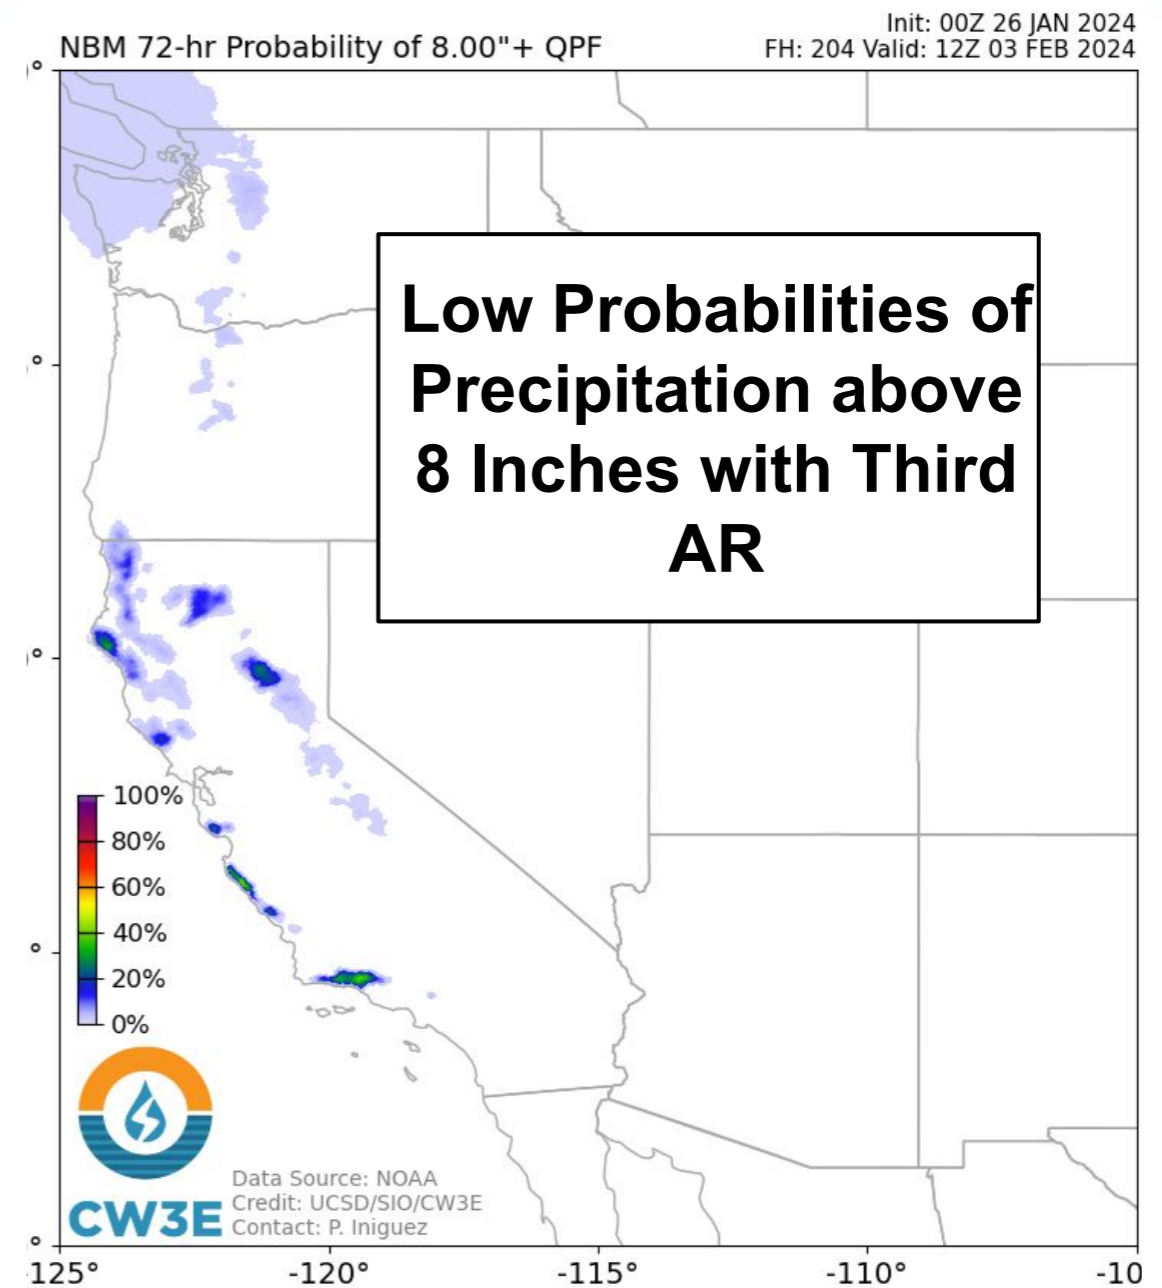 Init: 00Z 26 JAN 2024
NBM 72-hr Probability of 8.00"+ QPF
FH: 204 Valid: 12Z 03 FEB 2024
Low Probabilities of
Precipitation above
8 Inches with Third
AR
100%
80%
60%
40%
20%
0%
Data Source: NOAA
Credit: UCSD/SIO/CW3E
Contact: P. Iniguez
CW3E
-125°
-120°
-115°
-110°
-10